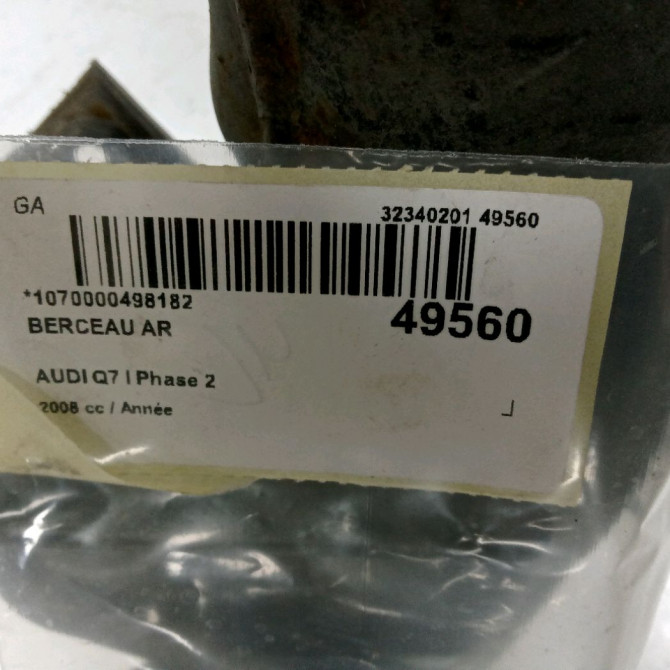 GA
32340201 49560
*1070000498182
49560
BERCEAU AR
AUDI Q7 I Phase 2
2008 cc / Année